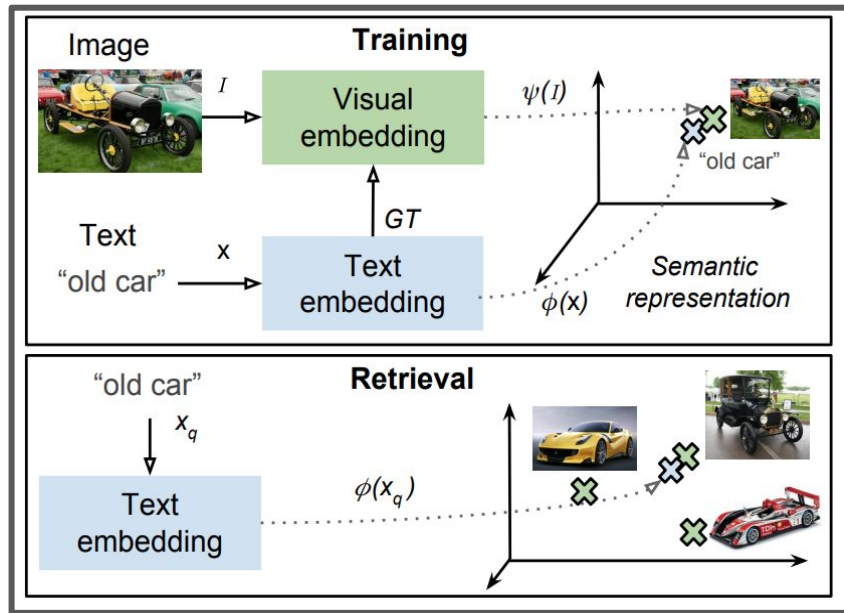 Training
Image
I
Visual
embedding
ψ(I)
"old car"
GT
Text
"old car"
x
Text
embedding
ϕ(x)
Semantic
representation
Retrieval
"old car"
x_q
Text
embedding
ϕ(x_q)